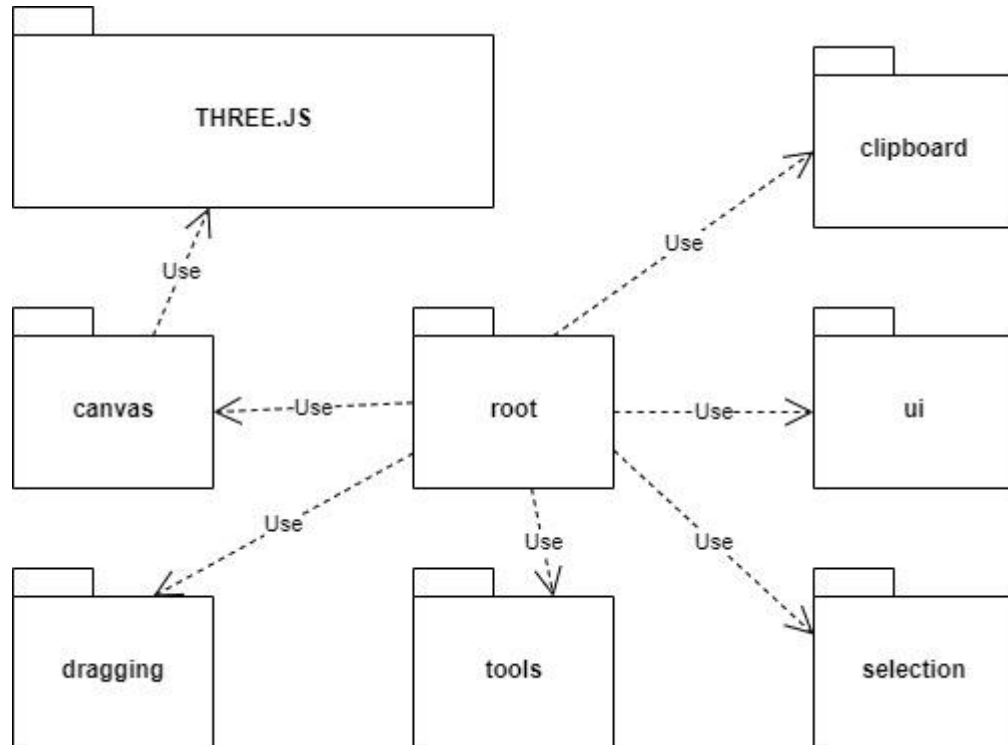 THREE.JS
clipboard
Use
Use
canvas
Use
root
Use
ui
Use
Use
Use
dragging
tools
selection